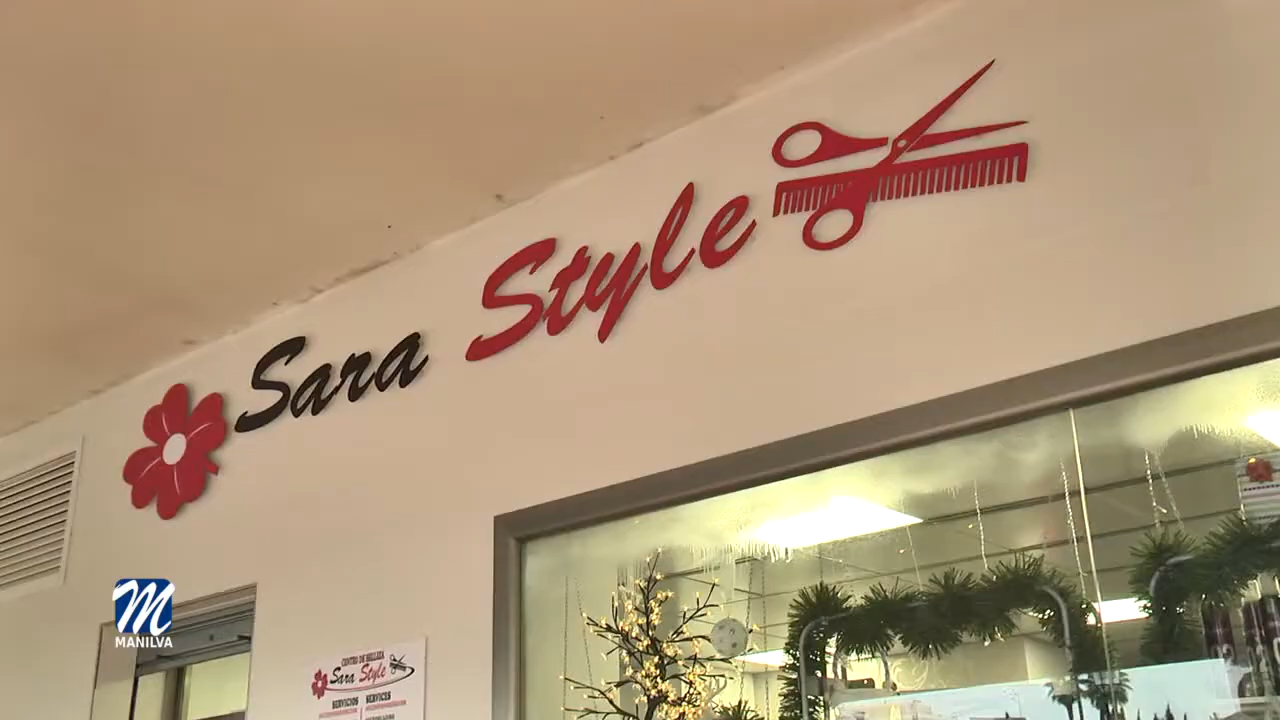 Sara Style
M
MANILVA
CENTRO DE BELLEZA
Sara Style
SERVICIOS SERVICES